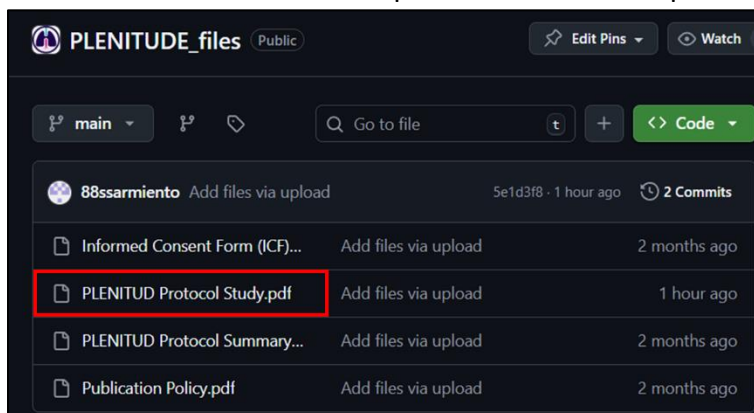 PLENITUDE_files Public Edit Pins Watch
main Go to file t + <> Code
88ssarmiento Add files via upload 5e1d3f8 · 1 hour ago 2 Commits
Informed Consent Form (ICF)... Add files via upload 2 months ago
PLENITUD Protocol Study.pdf Add files via upload 1 hour ago
PLENITUD Protocol Summary... Add files via upload 2 months ago
Publication Policy.pdf Add files via upload 2 months ago